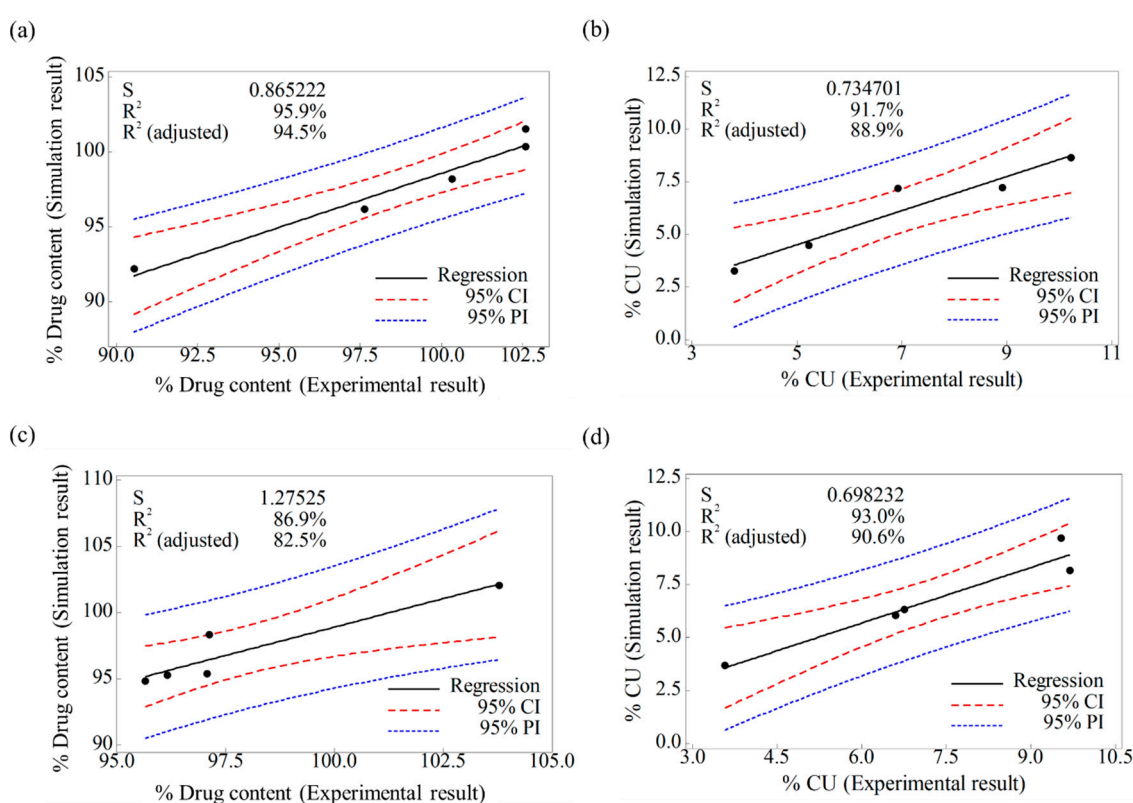 (a)
% Drug content (Simulation result)
105
100
95
90
S 0.865222
R² 95.9%
R² (adjusted) 94.5%
Regression
95% CI
95% PI
90.0 92.5 95.0 97.5 100.0 102.5
% Drug content (Experimental result)
(b)
% CU (Simulation result)
12.5
10.0
7.5
5.0
2.5
0.0
S 0.734701
R² 91.7%
R² (adjusted) 88.9%
Regression
95% CI
95% PI
3 5 7 9 11
% CU (Experimental result)
(c)
% Drug content (Simulation result)
110
105
100
95
90
S 1.27525
R² 86.9%
R² (adjusted) 82.5%
Regression
95% CI
95% PI
95.0 97.5 100.0 102.5 105.0
% Drug content (Experimental result)
(d)
% CU (Simulation result)
12.5
10.0
7.5
5.0
2.5
0.0
S 0.698232
R² 93.0%
R² (adjusted) 90.6%
Regression
95% CI
95% PI
3.0 4.5 6.0 7.5 9.0 10.5
% CU (Experimental result)